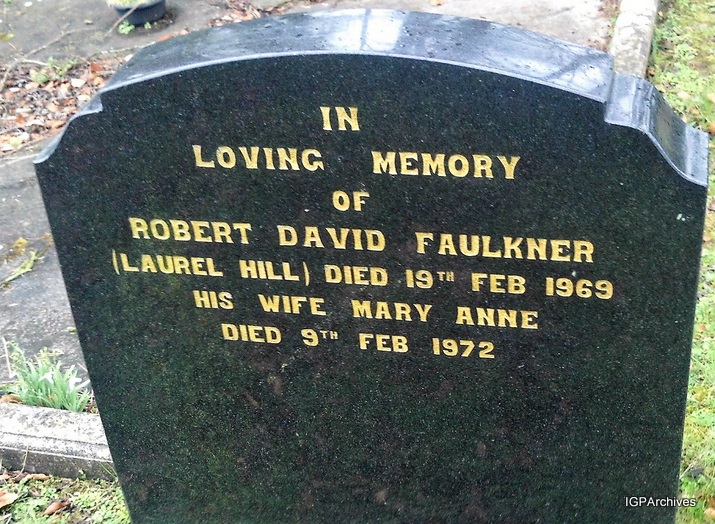 IN
LOVING MEMORY
OF
ROBERT DAVID FAULKNER
(LAUREL HILL) DIED 19TH FEB 1969
HIS WIFE MARY ANNE
DIED 9TH FEB 1972
IGPArchives